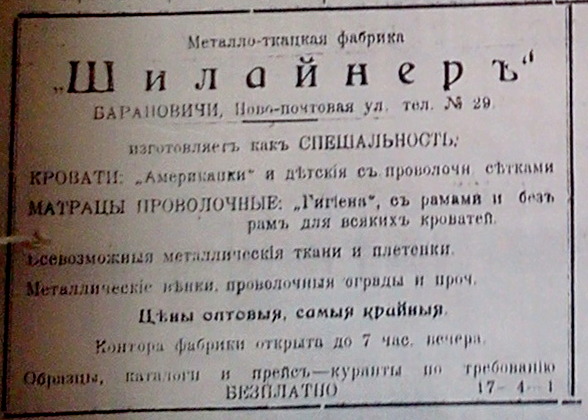 Металло-ткацкая фабрика
„Шилайнеръ“
БАРАНОВИЧИ, Ново-почтовая ул. тел. № 29.
изготовляетъ какъ СПЕЦІАЛЬНОСТЬ:
КРОВАТИ: „Американки“ и дѣтскія съ проволочн. сѣтками
МАТРАЦЫ ПРОВОЛОЧНЫЕ: „Гигіена“, съ рамами и безъ
рамъ для всякихъ кроватей.
Всевозможныя металлическія ткани и плетенки.
Металлическіе вѣнки, проволочныя ограды и проч.
Цѣны оптовыя, самыя крайныя.
Контора фабрики открыта до 7 час. вечера.
Образцы, каталоги и прейсъ—куранты по требованію
БЕЗПЛАТНО 17—4—1